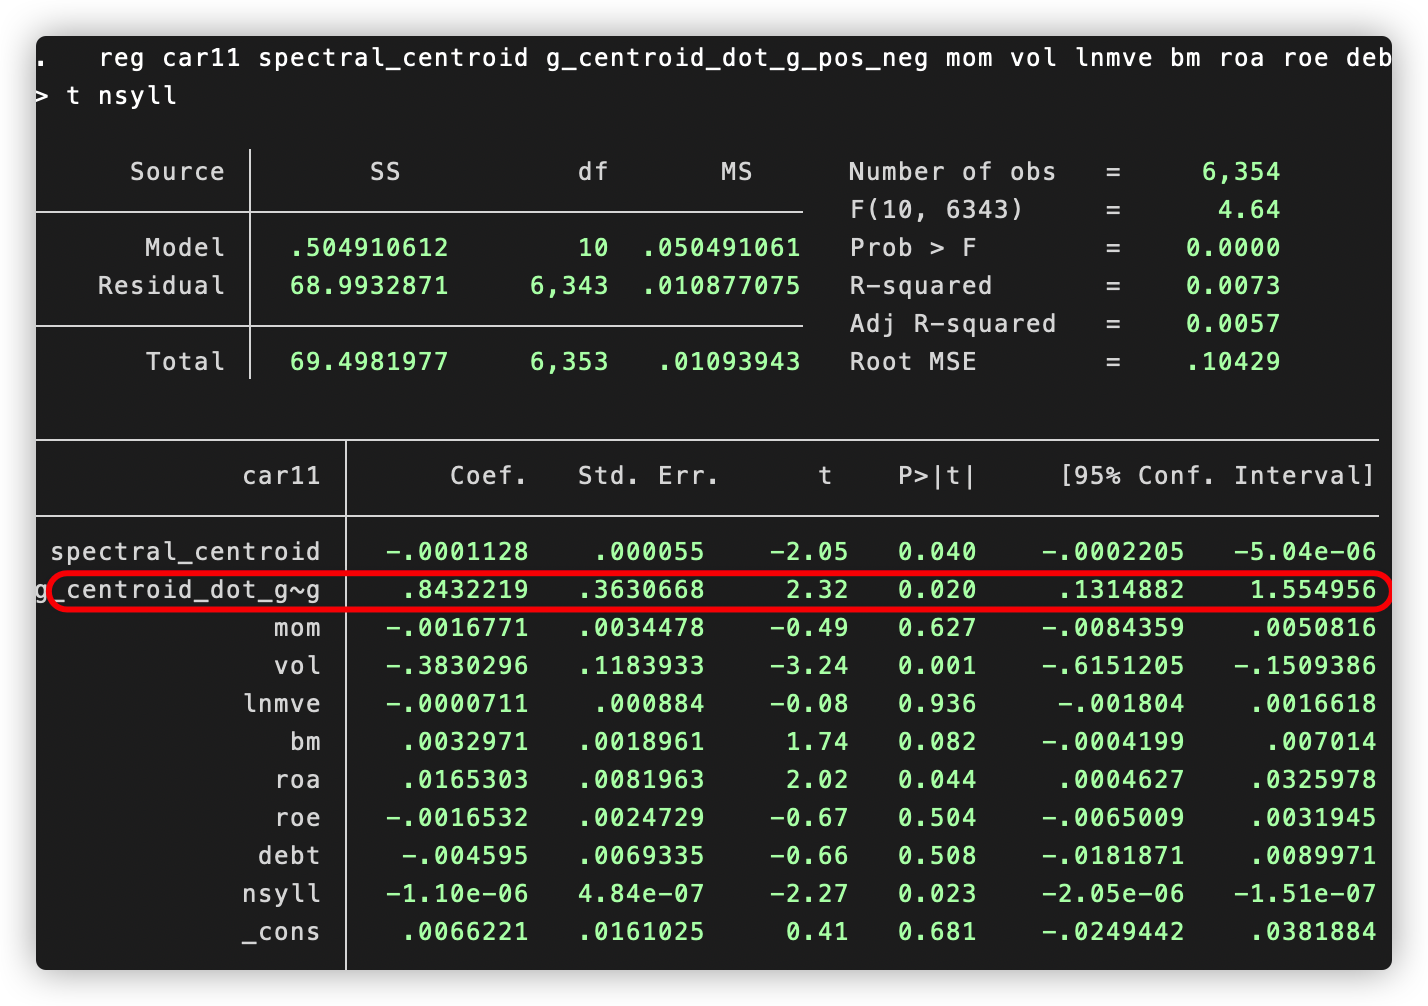 .   reg car11 spectral_centroid g_centroid_dot_g_pos_neg mom vol lnmve bm roa roe deb
> t nsyll
Source | SS df MS Number of obs = 6,354
F(10, 6343) = 4.64
Model | .504910612 10 .050491061 Prob > F = 0.0000
Residual | 68.9932871 6,343 .010877075 R-squared = 0.0073
Adj R-squared = 0.0057
Total | 69.4981977 6,353 .01093943 Root MSE = .10429
car11 | Coef. Std. Err. t P>|t| [95% Conf. Interval]
spectral_centroid | -.0001128 .000055 -2.05 0.040 -.0002205 -5.04e-06
g_centroid_dot_g~g | .8432219 .3630668 2.32 0.020 .1314882 1.554956
mom | -.0016771 .0034478 -0.49 0.627 -.0084359 .0050816
vol | -.3830296 .1183933 -3.24 0.001 -.6151205 -.1509386
lnmve | -.0000711 .000884 -0.08 0.936 -.001804 .0016618
bm | .0032971 .0018961 1.74 0.082 -.0004199 .007014
roa | .0165303 .0081963 2.02 0.044 .0004627 .0325978
roe | -.0016532 .0024729 -0.67 0.504 -.0065009 .0031945
debt | -.004595 .0069335 -0.66 0.508 -.0181871 .0089971
nsyll | -1.10e-06 4.84e-07 -2.27 0.023 -2.05e-06 -1.51e-07
_cons | .0066221 .0161025 0.41 0.681 -.0249442 .0381884